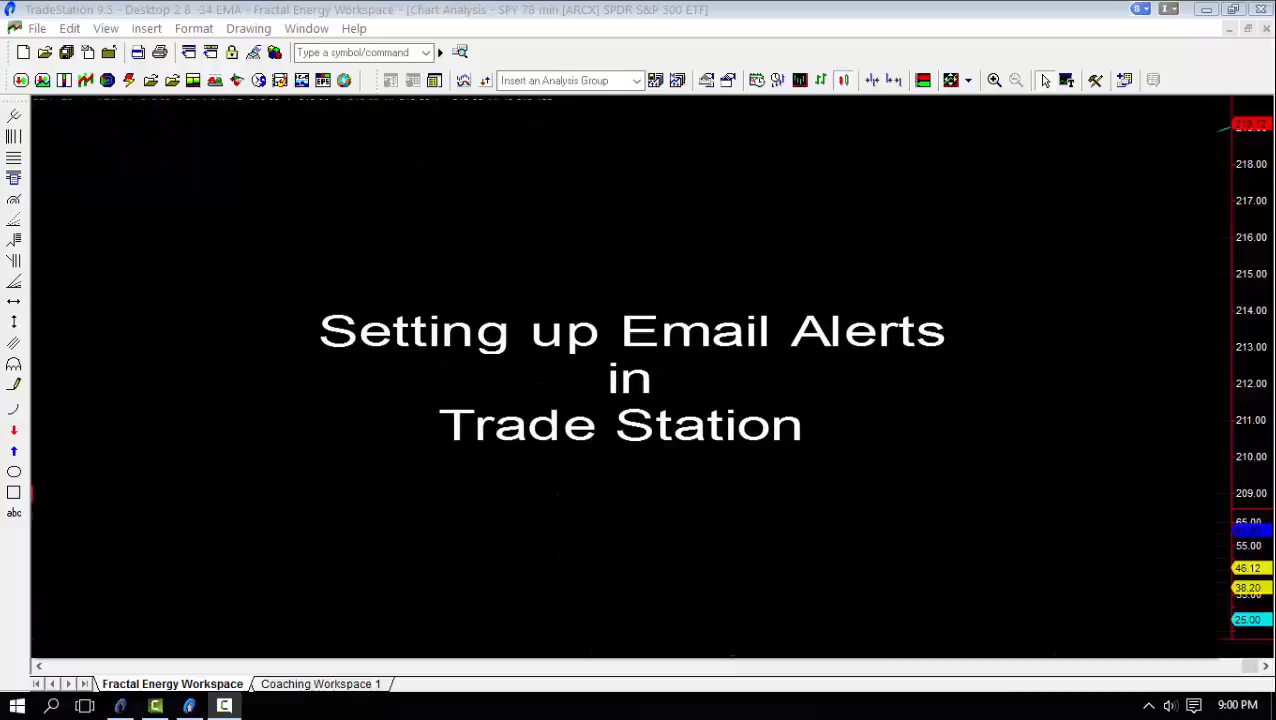 TradeStation 9.5 - Desktop 2.8 -34 EMA - Fractal Energy Workspace - [Chart Analysis - SPY 78 min [ARCX] SPDR S&P 500 ETF]
File Edit View Insert Format Drawing Window Help
Type a symbol/command
Insert an Analysis Group
218.00
217.00
216.00
215.00
214.00
213.00
212.00
211.00
210.00
209.00
65.00
55.00
46.12
38.20
25.00
Setting up Email Alerts
in
Trade Station
abc
Fractal Energy Workspace
Coaching Workspace 1
9:00 PM